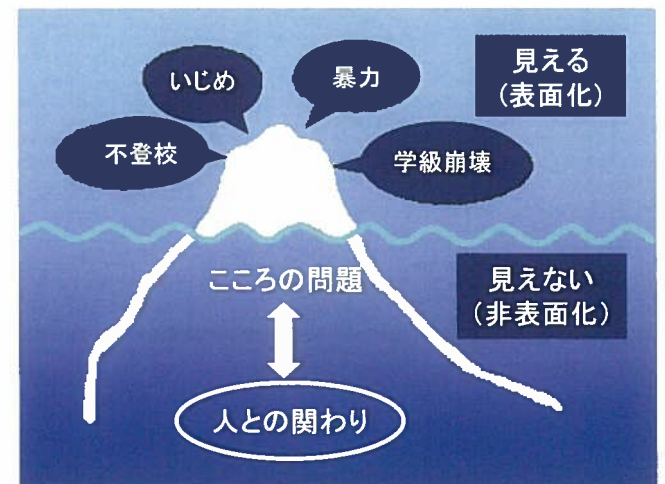 いじめ
暴力
見える
(表面化)
不登校
学級崩壊
こころの問題
見えない
(非表面化)
人との関わり